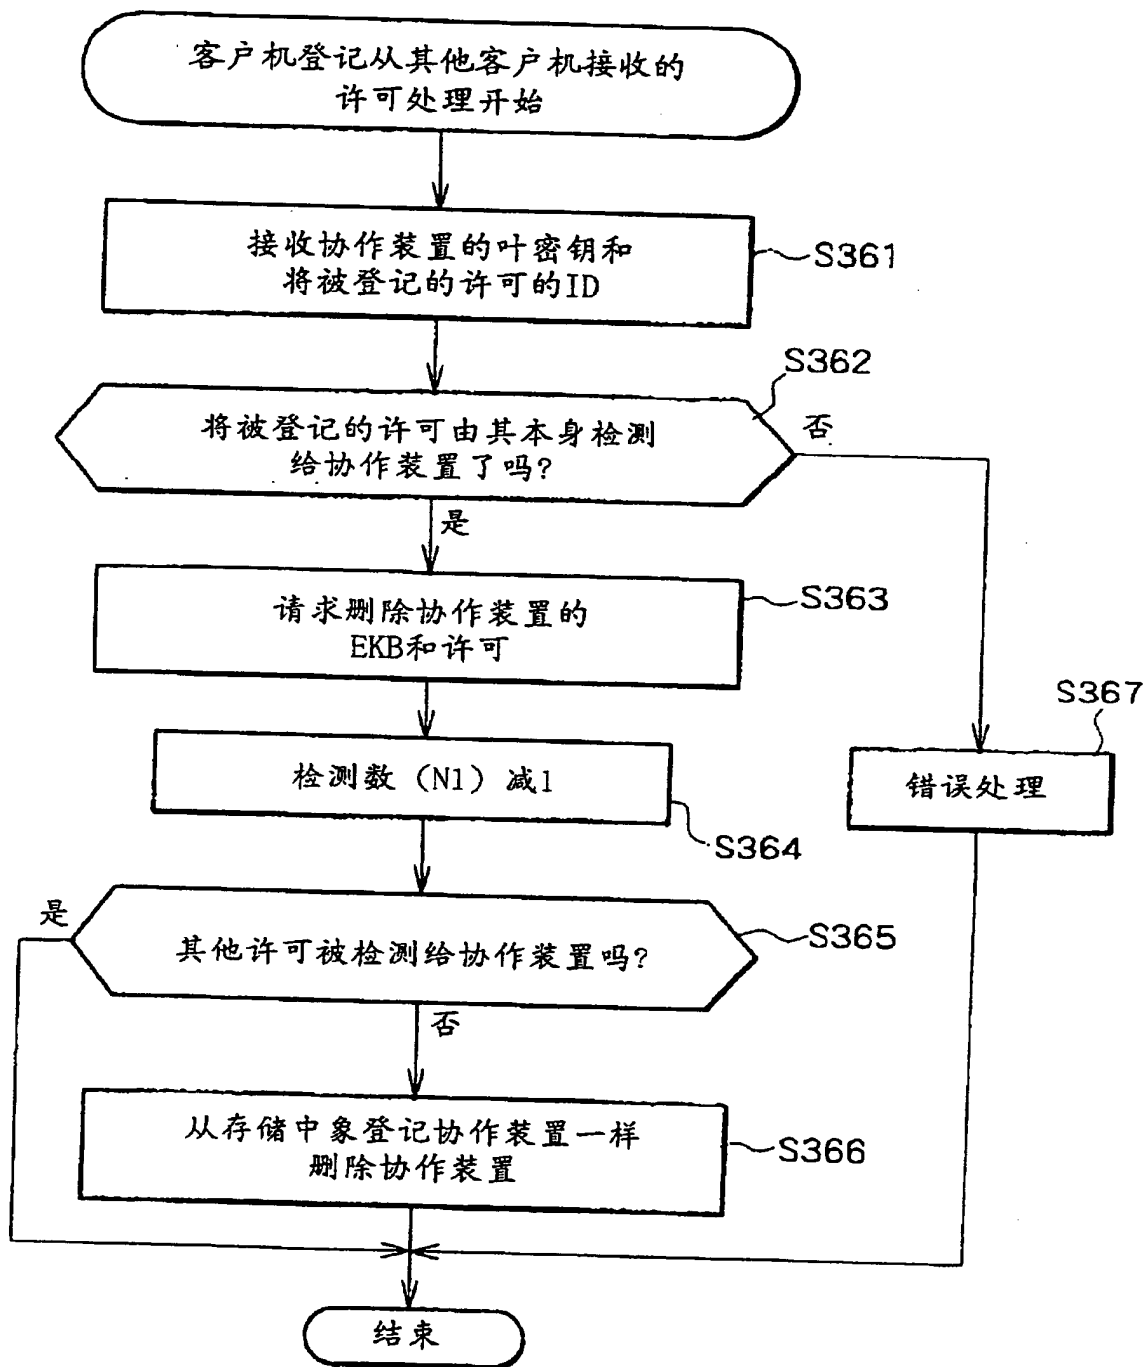 客户机登记从其他客户机接收的
许可处理开始
接收协作装置的叶密钥和
将被登记的许可的ID
S361
S362
将被登记的许可由其本身检测
给协作装置了吗?
否
是
请求删除协作装置的
EKB和许可
S363
S367
检测数（N1）减1
错误处理
S364
是
其他许可被检测给协作装置吗?
S365
否
从存储中象登记协作装置一样
删除协作装置
S366
结束